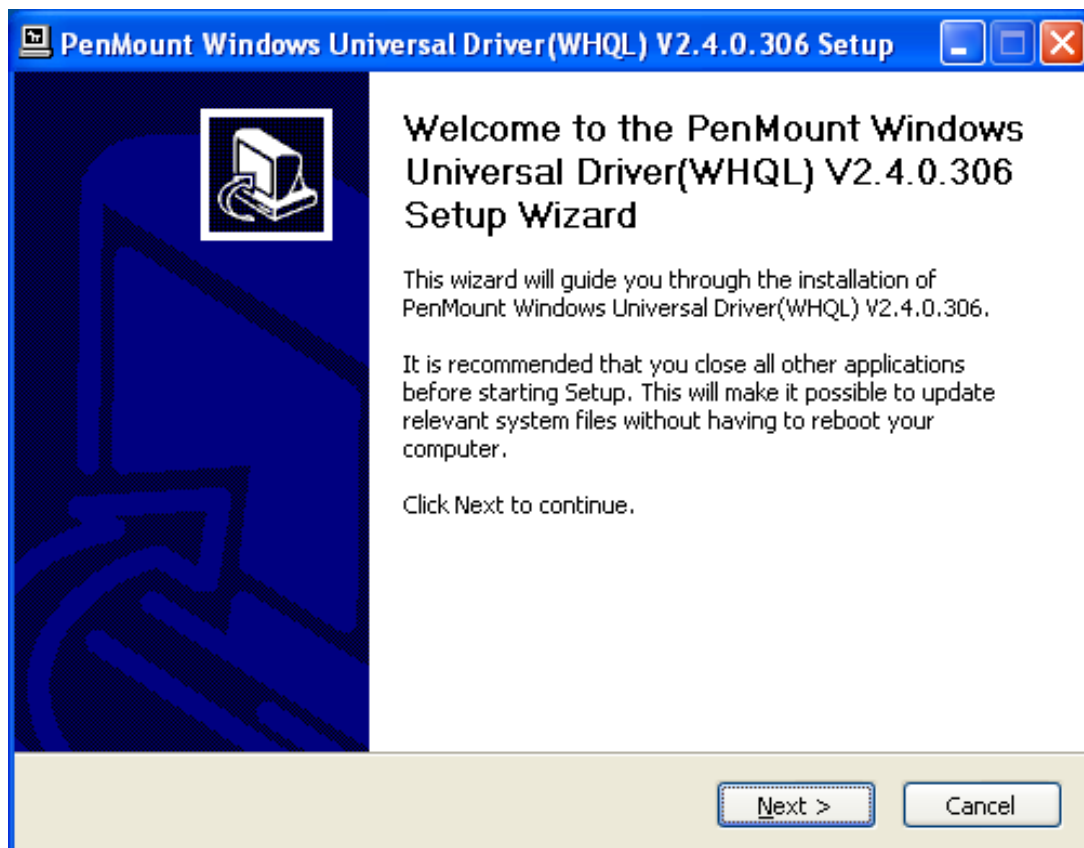 PenMount Windows Universal Driver(WHQL) V2.4.0.306 Setup
Welcome to the PenMount Windows
Universal Driver(WHQL) V2.4.0.306
Setup Wizard
This wizard will guide you through the installation of
PenMount Windows Universal Driver(WHQL) V2.4.0.306.
It is recommended that you close all other applications
before starting Setup. This will make it possible to update
relevant system files without having to reboot your
computer.
Click Next to continue.
Next >
Cancel